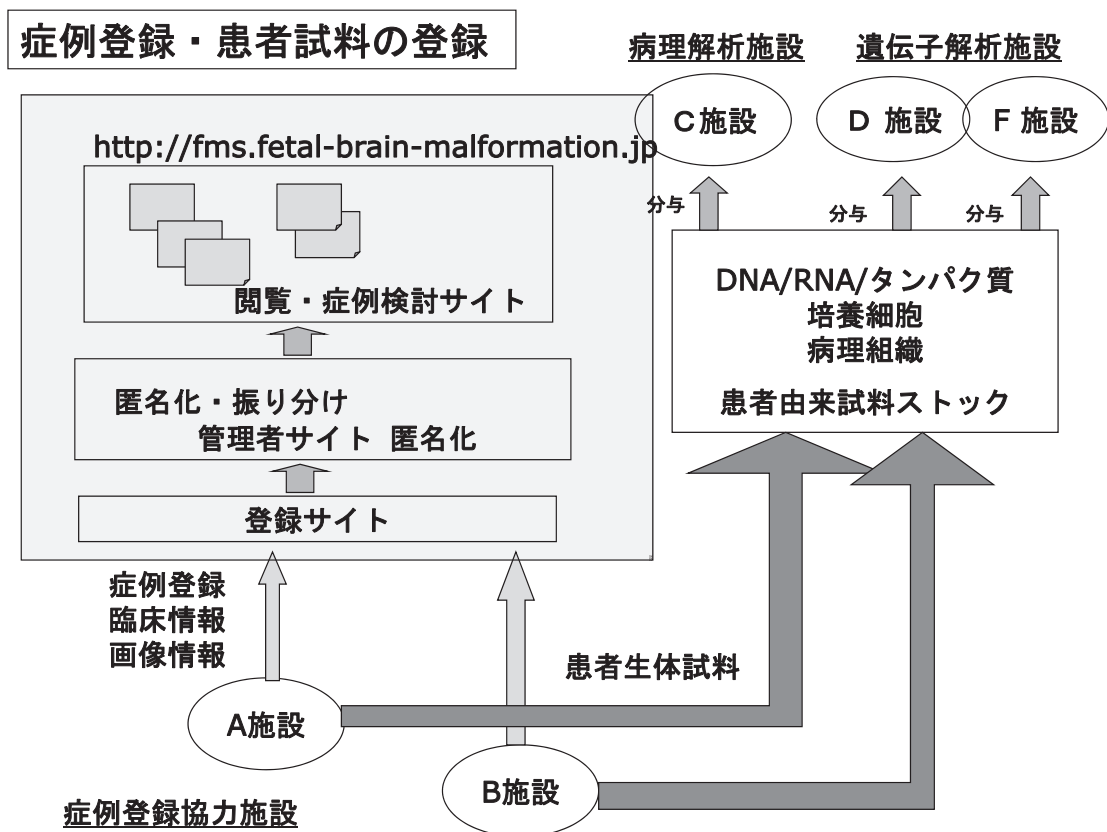 症例登録・患者試料の登録
病理解析施設
遺伝子解析施設
C施設
D 施設
F 施設
http://fms.fetal-brain-malformation.jp
分与
分与
分与
閲覧・症例検討サイト
DNA/RNA/タンパク質
培養細胞
病理組織
患者由来試料ストック
匿名化・振り分け
管理者サイト 匿名化
登録サイト
症例登録
臨床情報
画像情報
患者生体試料
A施設
B施設
症例登録協力施設